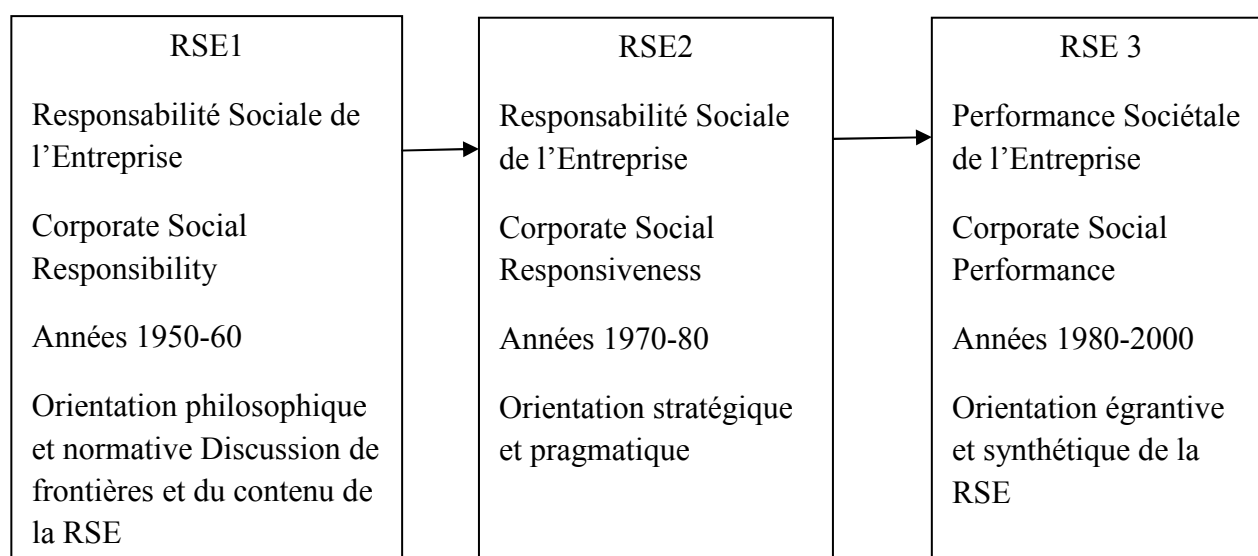 RSE1
Responsabilité Sociale de
l’Entreprise
Corporate Social
Responsibility
Années 1950-60
Orientation philosophique
et normative Discussion de
frontières et du contenu de
la RSE
RSE2
Responsabilité Sociale
de l’Entreprise
Corporate Social
Responsiveness
Années 1970-80
Orientation stratégique
et pragmatique
RSE 3
Performance Sociétale
de l’Entreprise
Corporate Social
Performance
Années 1980-2000
Orientation égrantive
et synthétique de la
RSE